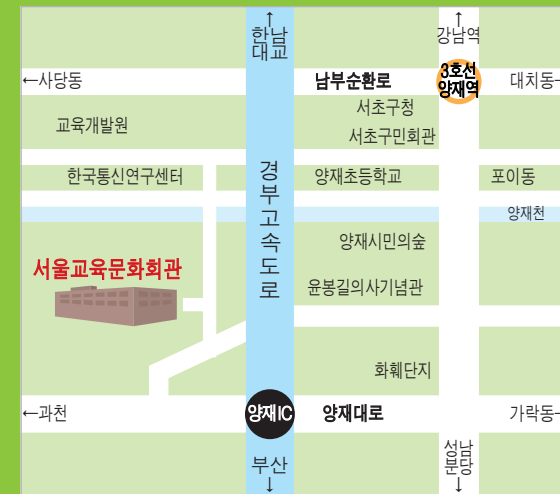 ↑
한남
대교
↑
강남역
←사당동
남부순환로
3호선
양재역
대치동→
서초구청
교육개발원
서초구민회관
한국통신연구센터
경부고속도로
양재초등학교
포이동
양재천
양재시민의숲
서울교육문화회관
윤봉길의사기념관
화훼단지
←과천
양재IC
양재대로
가락동→
성남
분당
↓
부산
↓